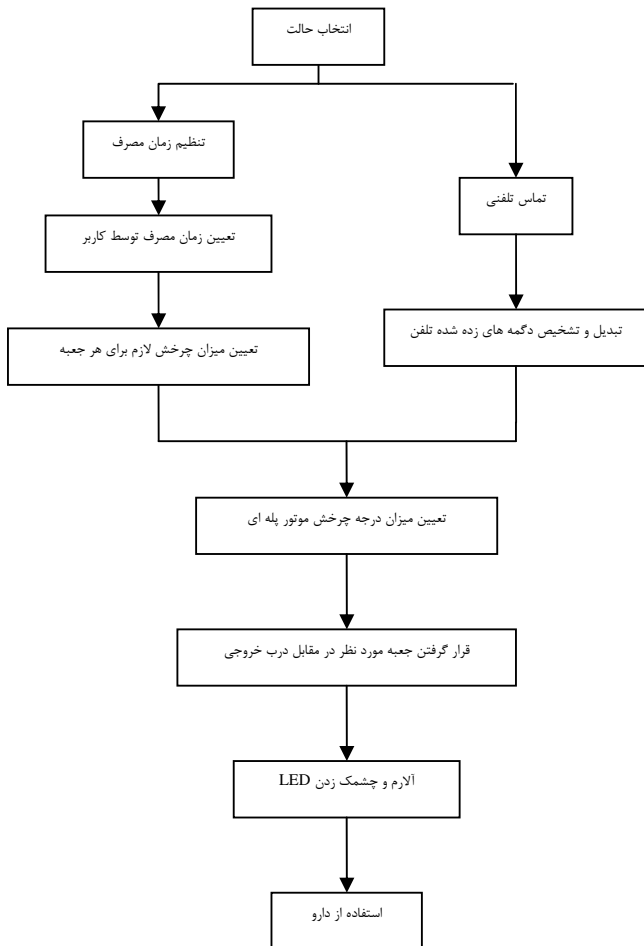 انتخاب حالت
تنظیم زمان مصرف
تماس تلفنی
تعیین زمان مصرف توسط کاربر
تبدیل و تشخیص دگمه های زده شده تلفن
تعیین میزان چرخش لازم برای هر جعبه
تعیین میزان درجه چرخش موتور پله ای
قرار گرفتن جعبه مورد نظر در مقابل درب خروجی
آلارم و چشمک زدن LED
استفاده از دارو